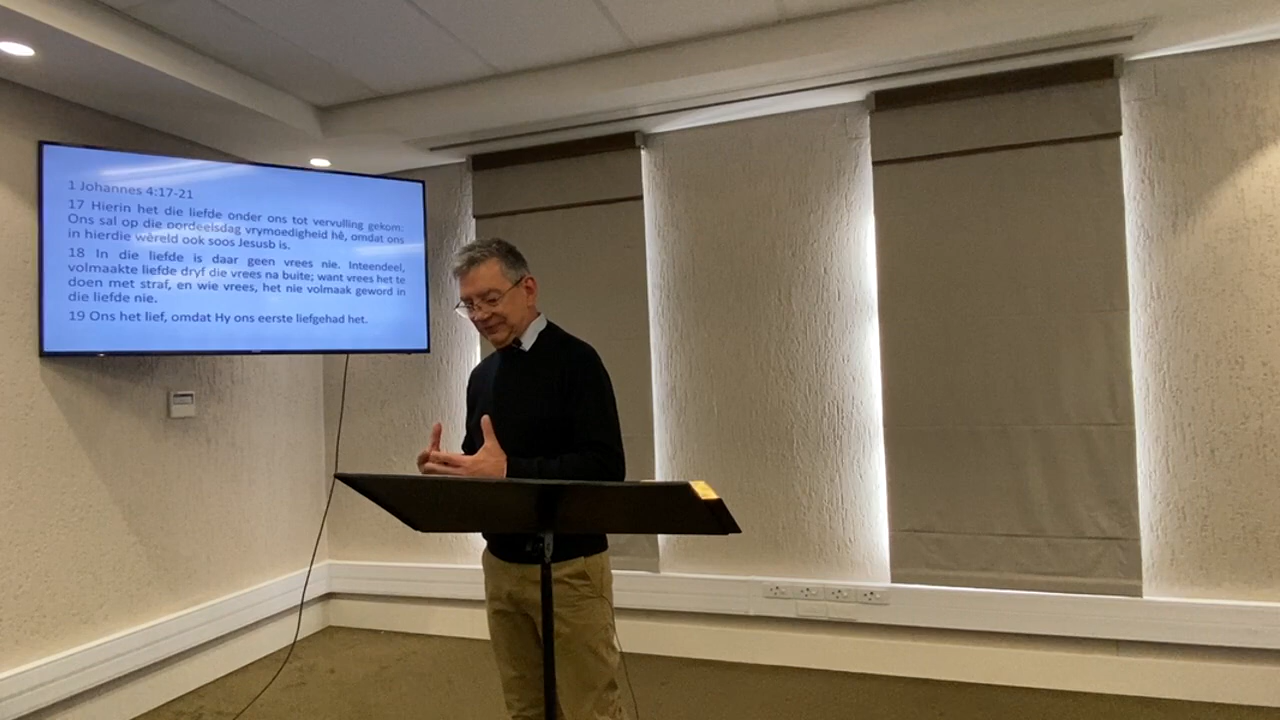 1 Johannes 4:17-21
17 Hierin het die liefde onder ons tot vervulling gekom:
Ons sal op die oordeelsdag vrymoedigheid hê, omdat ons
in hierdie wêreld ook soos Jesusb is.
18 In die liefde is daar geen vrees nie. Inteendeel,
volmaakte liefde dryf die vrees na buite; want vrees het te
doen met straf, en wie vrees, het nie volmaak geword in
die liefde nie.
19 Ons het lief, omdat Hy ons eerste liefgehad het.